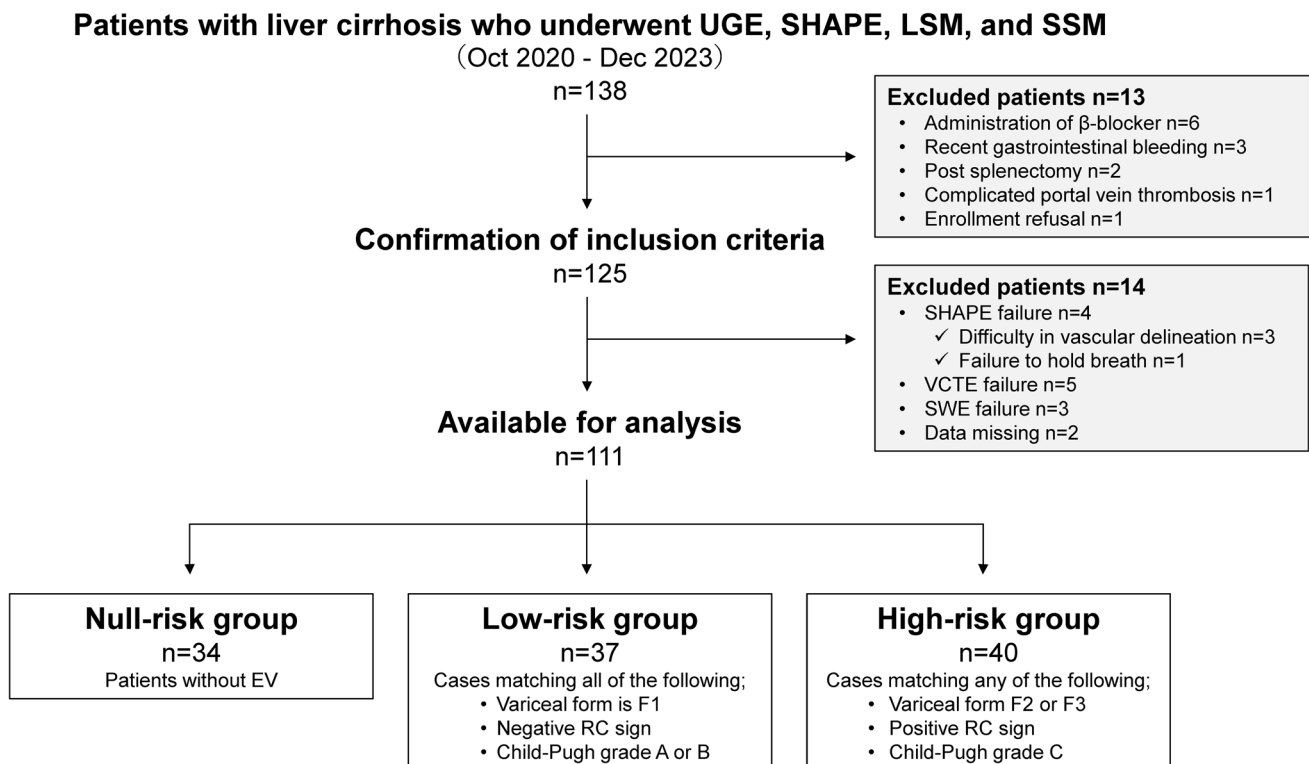 Patients with liver cirrhosis who underwent UGE, SHAPE, LSM, and SSM
（Oct 2020 - Dec 2023）
n=138
Excluded patients n=13
• Administration of β-blocker n=6
• Recent gastrointestinal bleeding n=3
• Post splenectomy n=2
• Complicated portal vein thrombosis n=1
• Enrollment refusal n=1
Confirmation of inclusion criteria
n=125
Excluded patients n=14
• SHAPE failure n=4
✓ Difficulty in vascular delineation n=3
✓ Failure to hold breath n=1
• VCTE failure n=5
• SWE failure n=3
• Data missing n=2
Available for analysis
n=111
Null-risk group
n=34
Patients without EV
Low-risk group
n=37
Cases matching all of the following;
• Variceal form is F1
• Negative RC sign
• Child-Pugh grade A or B
High-risk group
n=40
Cases matching any of the following;
• Variceal form F2 or F3
• Positive RC sign
• Child-Pugh grade C